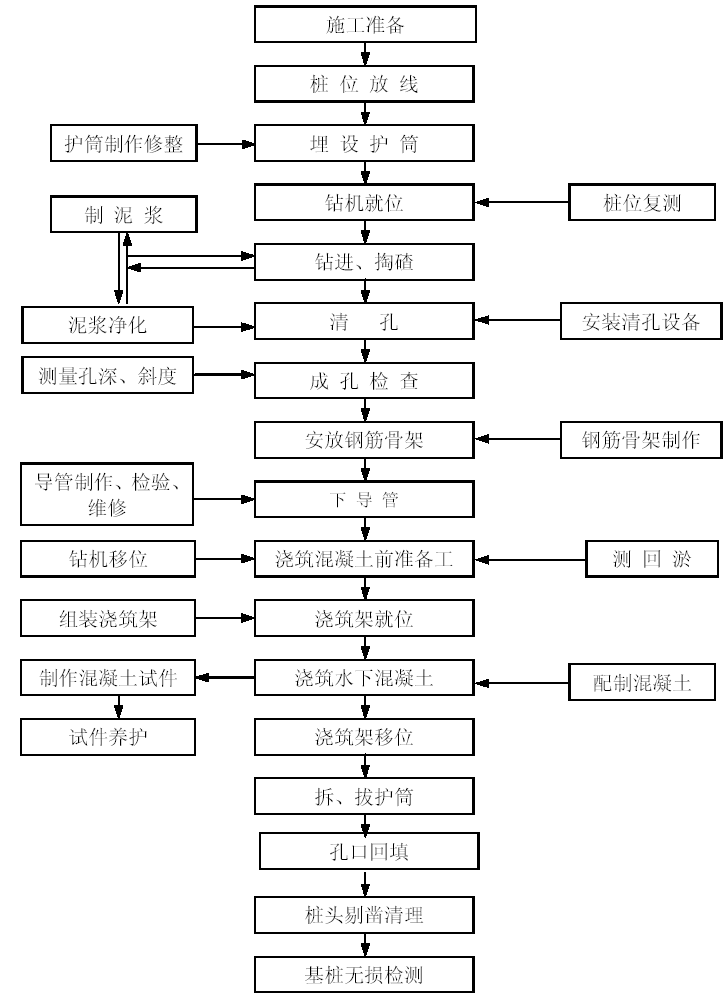 施工准备
桩 位 放 线
护筒制作修整
埋 设 护 筒
制 泥 浆
钻机就位
桩位复测
钻进、掏碴
泥浆净化
清 孔
安装清孔设备
测量孔深、斜度
成 孔 检 查
安放钢筋骨架
钢筋骨架制作
导管制作、检验、
维修
下 导 管
钻机移位
浇筑混凝土前准备工
测 回 淤
组装浇筑架
浇筑架就位
制作混凝土试件
浇筑水下混凝土
配制混凝土
试件养护
浇筑架移位
拆、拔护筒
孔口回填
桩头剔凿清理
基桩无损检测